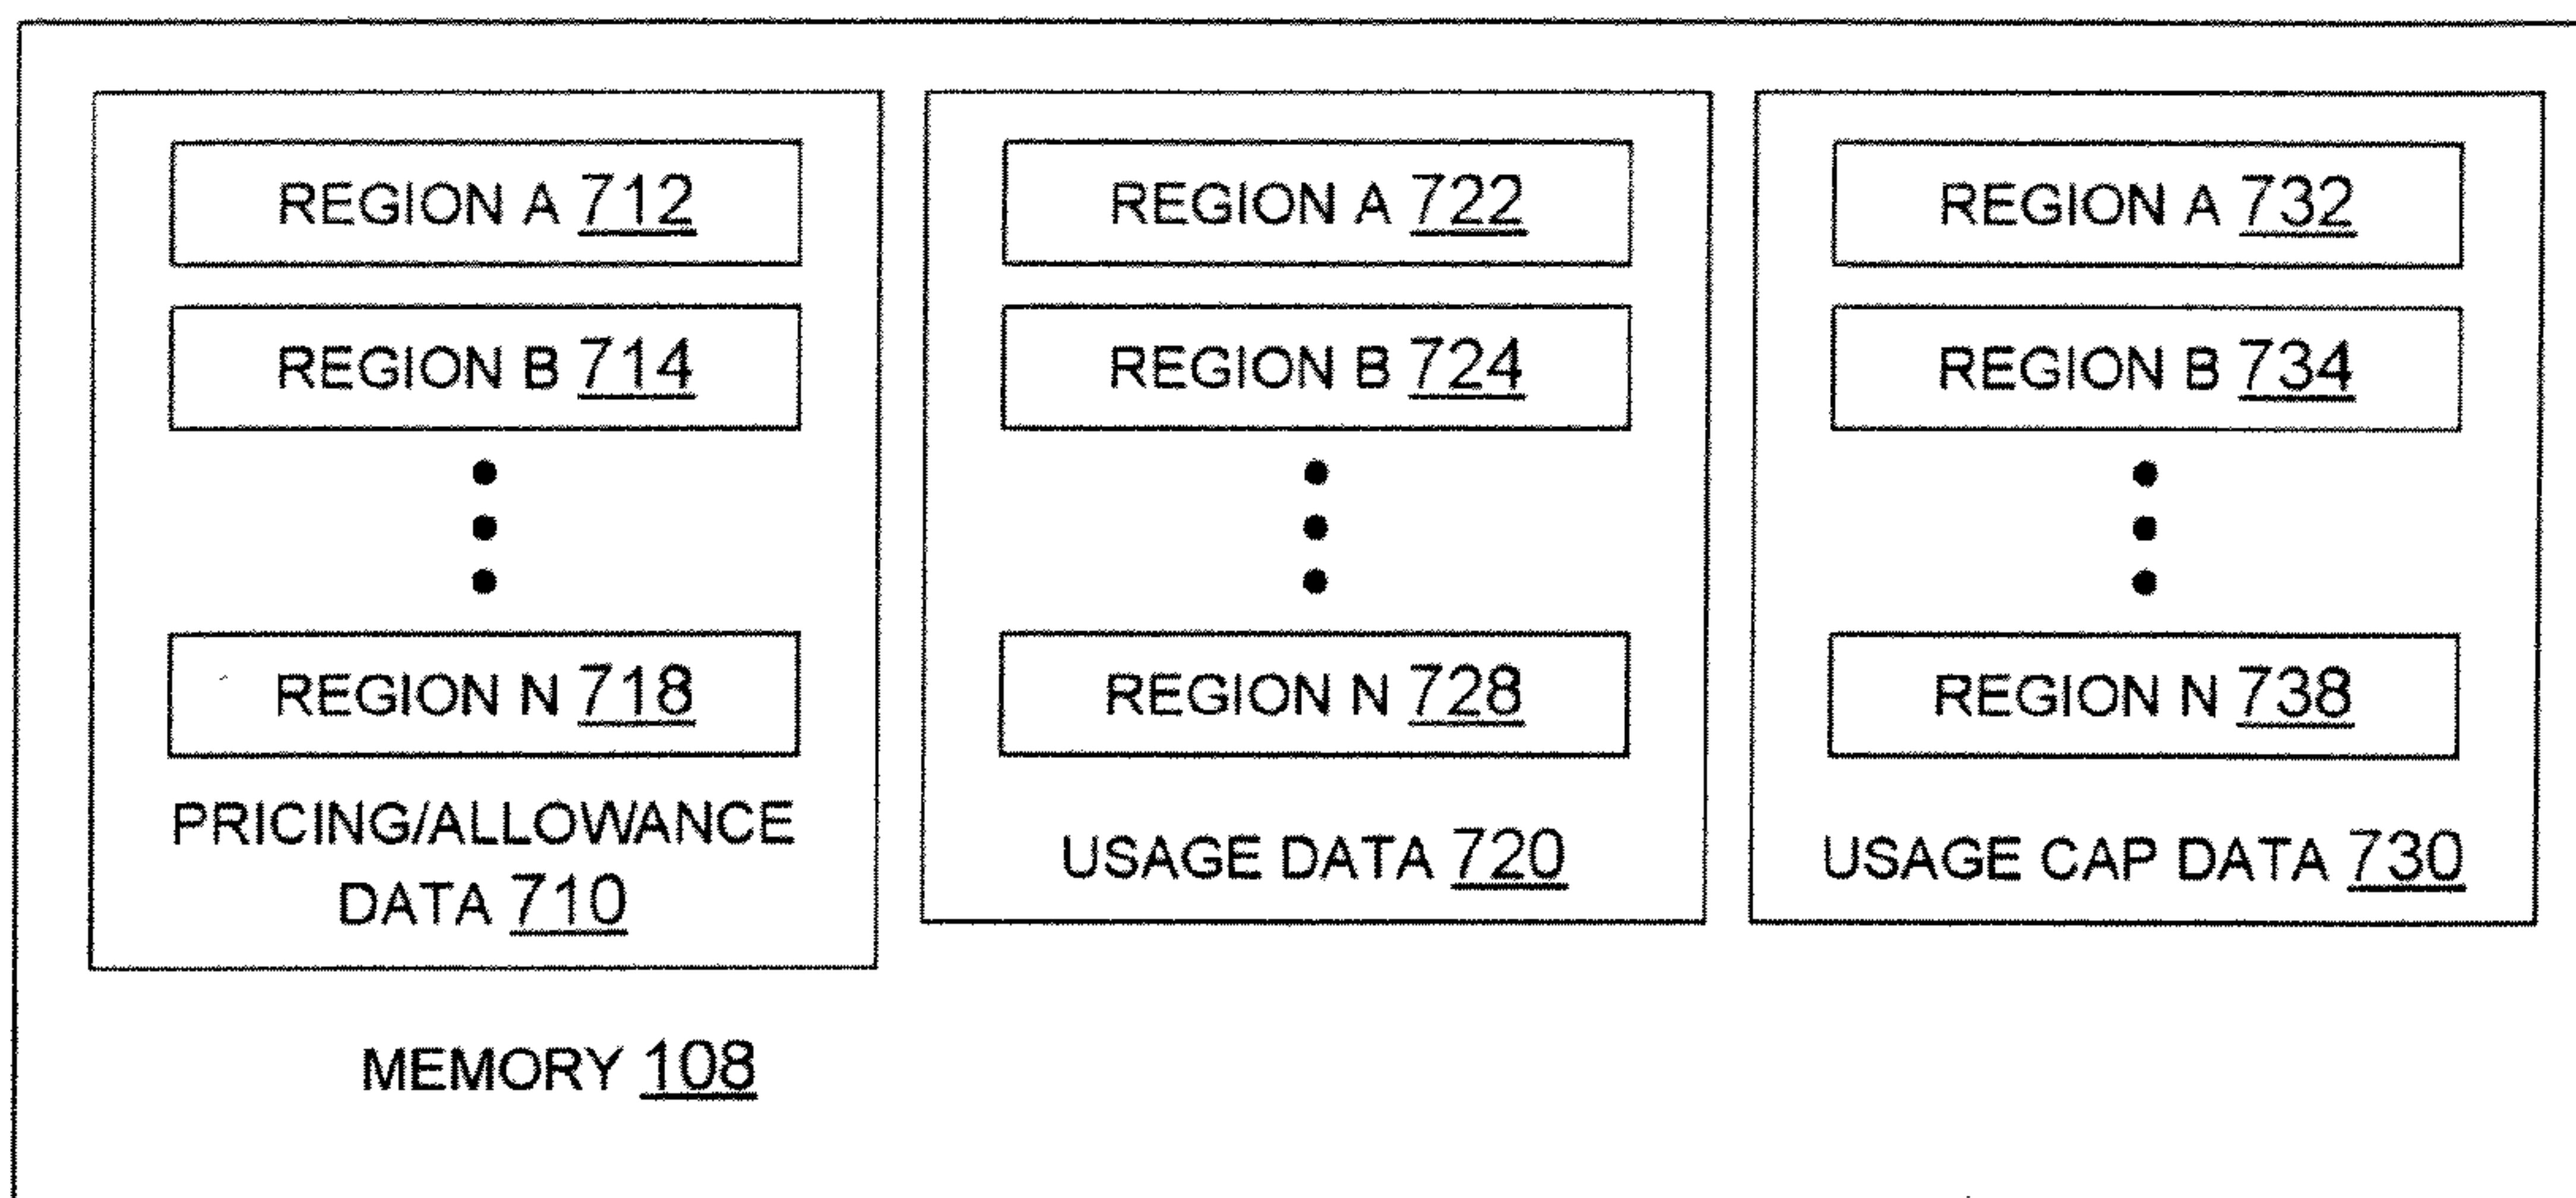 REGION A 712
REGION B 714
REGION N 718
PRICING/ALLOWANCE
DATA 710
REGION A 722
REGION B 724
REGION N 728
USAGE DATA 720
REGION A 732
REGION B 734
REGION N 738
USAGE CAP DATA 730
MEMORY 108